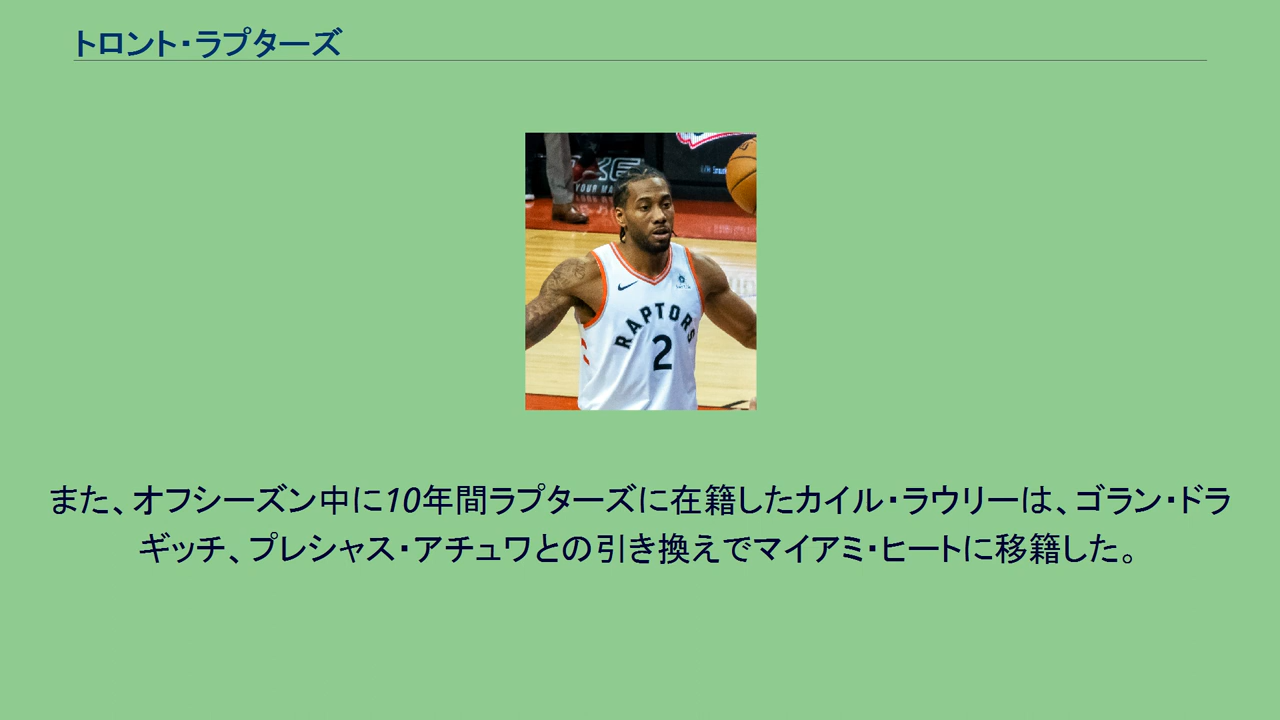 トロント・ラプターズ
YOUR MA
RAPTORS
2
また、オフシーズン中に10年間ラプターズに在籍したカイル・ラウリーは、ゴラン・ドラ
ギッチ、プレシャス・アチュワとの引き換えでマイアミ・ヒートに移籍した。